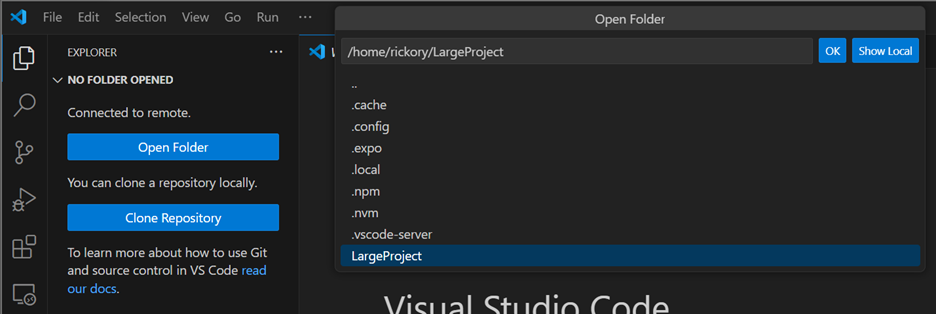 File Edit Selection View Go Run ···
EXPLORER ···
NO FOLDER OPENED
Connected to remote.
Open Folder
You can clone a repository locally.
Clone Repository
To learn more about how to use Git
and source control in VS Code read
our docs.
Open Folder
/home/rickory/LargeProject OK Show Local
..
.cache
.config
.expo
.local
.npm
.nvm
.vscode-server
LargeProject
Visual Studio Code